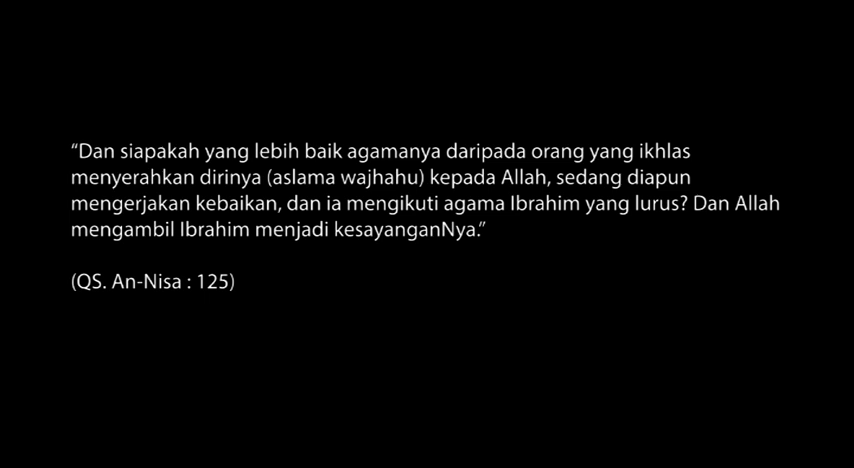 “Dan siapakah yang lebih baik agamanya daripada orang yang ikhlas
menyerahkan dirinya (aslama wajhahu) kepada Allah, sedang diapun
mengerjakan kebaikan, dan ia mengikuti agama Ibrahim yang lurus? Dan Allah
mengambil Ibrahim menjadi kesayanganNya.”
(QS. An-Nisa : 125)